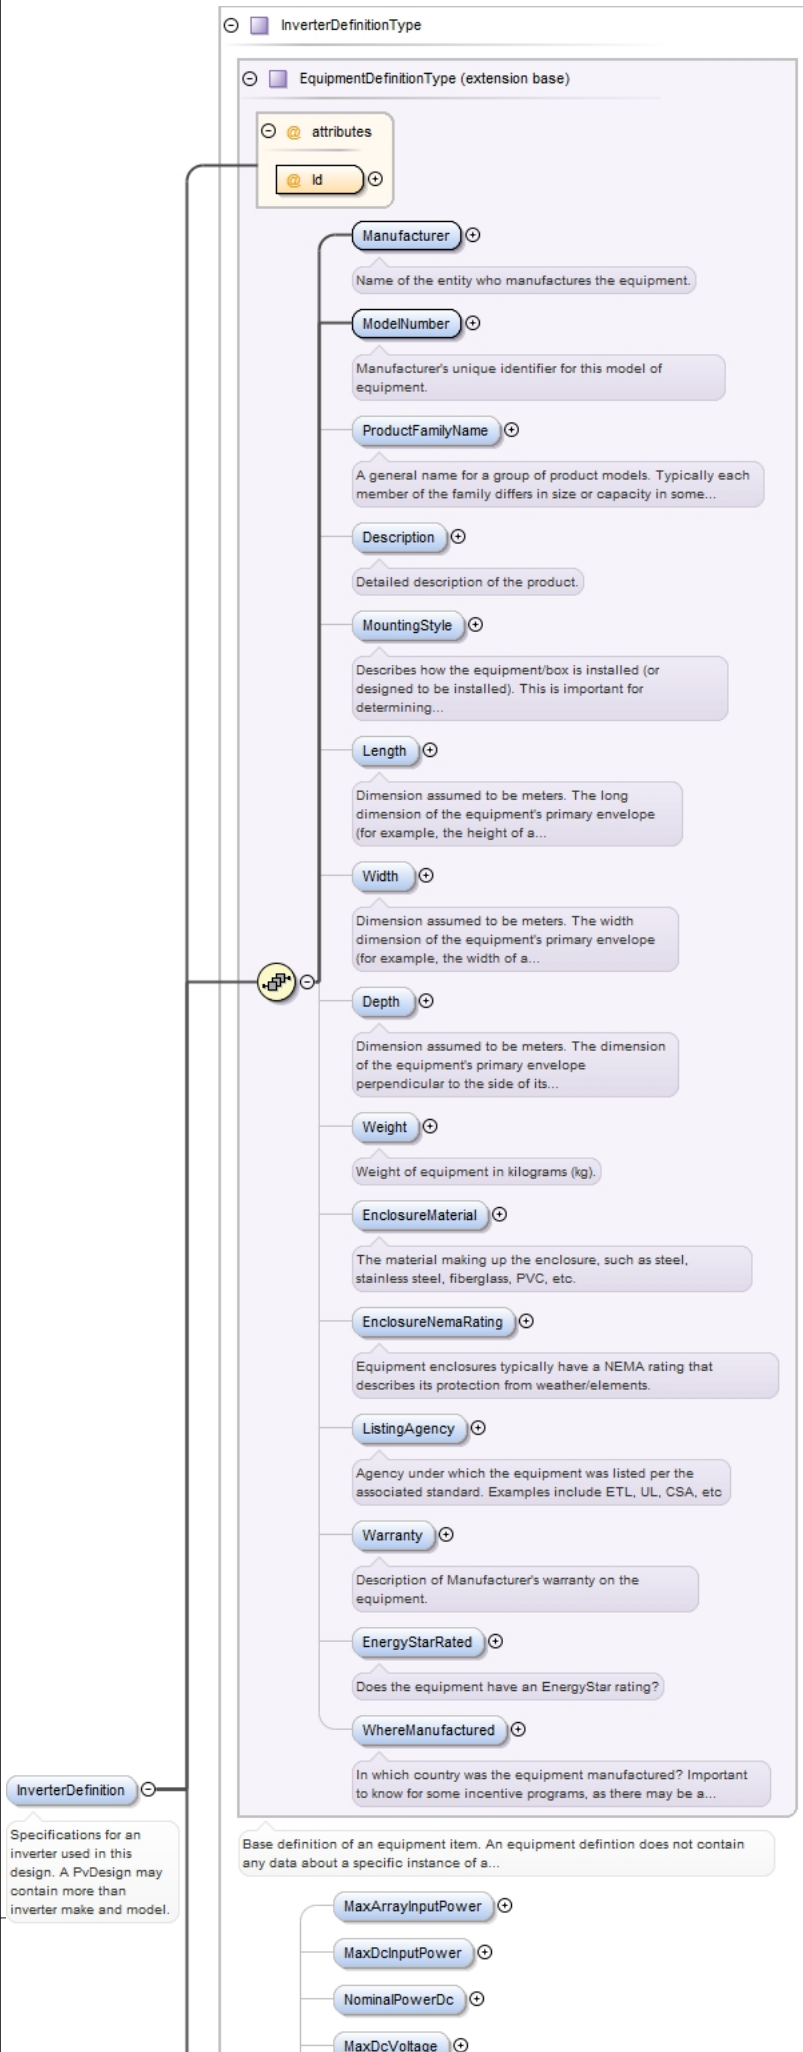 InverterDefinitionType
EquipmentDefinitionType (extension base)
@ attributes
@ Id
Manufacturer
Name of the entity who manufactures the equipment.
ModelNumber
Manufacturer's unique identifier for this model of
equipment.
ProductFamilyName
A general name for a group of product models. Typically each
member of the family differs in size or capacity in some...
Description
Detailed description of the product.
MountingStyle
Describes how the equipment/box is installed (or
designed to be installed). This is important for
determining...
Length
Dimension assumed to be meters. The long
dimension of the equipment's primary envelope
(for example, the height of a...
Width
Dimension assumed to be meters. The width
dimension of the equipment's primary envelope
(for example, the width of a...
Depth
Dimension assumed to be meters. The dimension
of the equipment's primary envelope
perpendicular to the side of its...
Weight
Weight of equipment in kilograms (kg).
EnclosureMaterial
The material making up the enclosure, such as steel,
stainless steel, fiberglass, PVC, etc.
EnclosureNemaRating
Equipment enclosures typically have a NEMA rating that
describes its protection from weather/elements.
ListingAgency
Agency under which the equipment was listed per the
associated standard. Examples include ETL, UL, CSA, etc
Warranty
Description of Manufacturer's warranty on the
equipment.
EnergyStarRated
Does the equipment have an EnergyStar rating?
WhereManufactured
In which country was the equipment manufactured? Important
to know for some incentive programs, as there may be a...
InverterDefinition
Specifications for an
inverter used in this
design. A PvDesign may
contain more than
inverter make and model.
Base definition of an equipment item. An equipment defintion does not contain
any data about a specific instance of a...
MaxArrayInputPower
MaxDcInputPower
NominalPowerDc
MaxDcVoltage